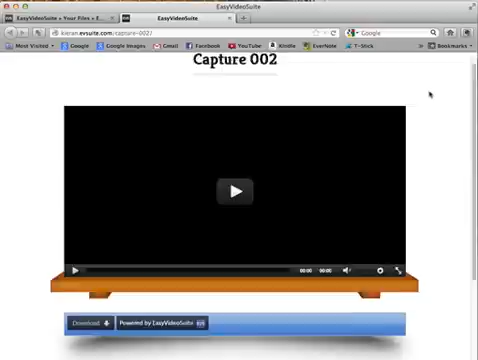 EasyVideoSuite
EasyVideoSuite « Your Files « E...
EasyVideoSuite
kieran.evsuite.com/capture-002/
Google
Most Visited
Google
Google Images
Gmail
Facebook
YouTube
Kindle
EverNote
T-Stick
Bookmarks
Capture 002
00:00 00:00
Download
Powered by EasyVideoSuite